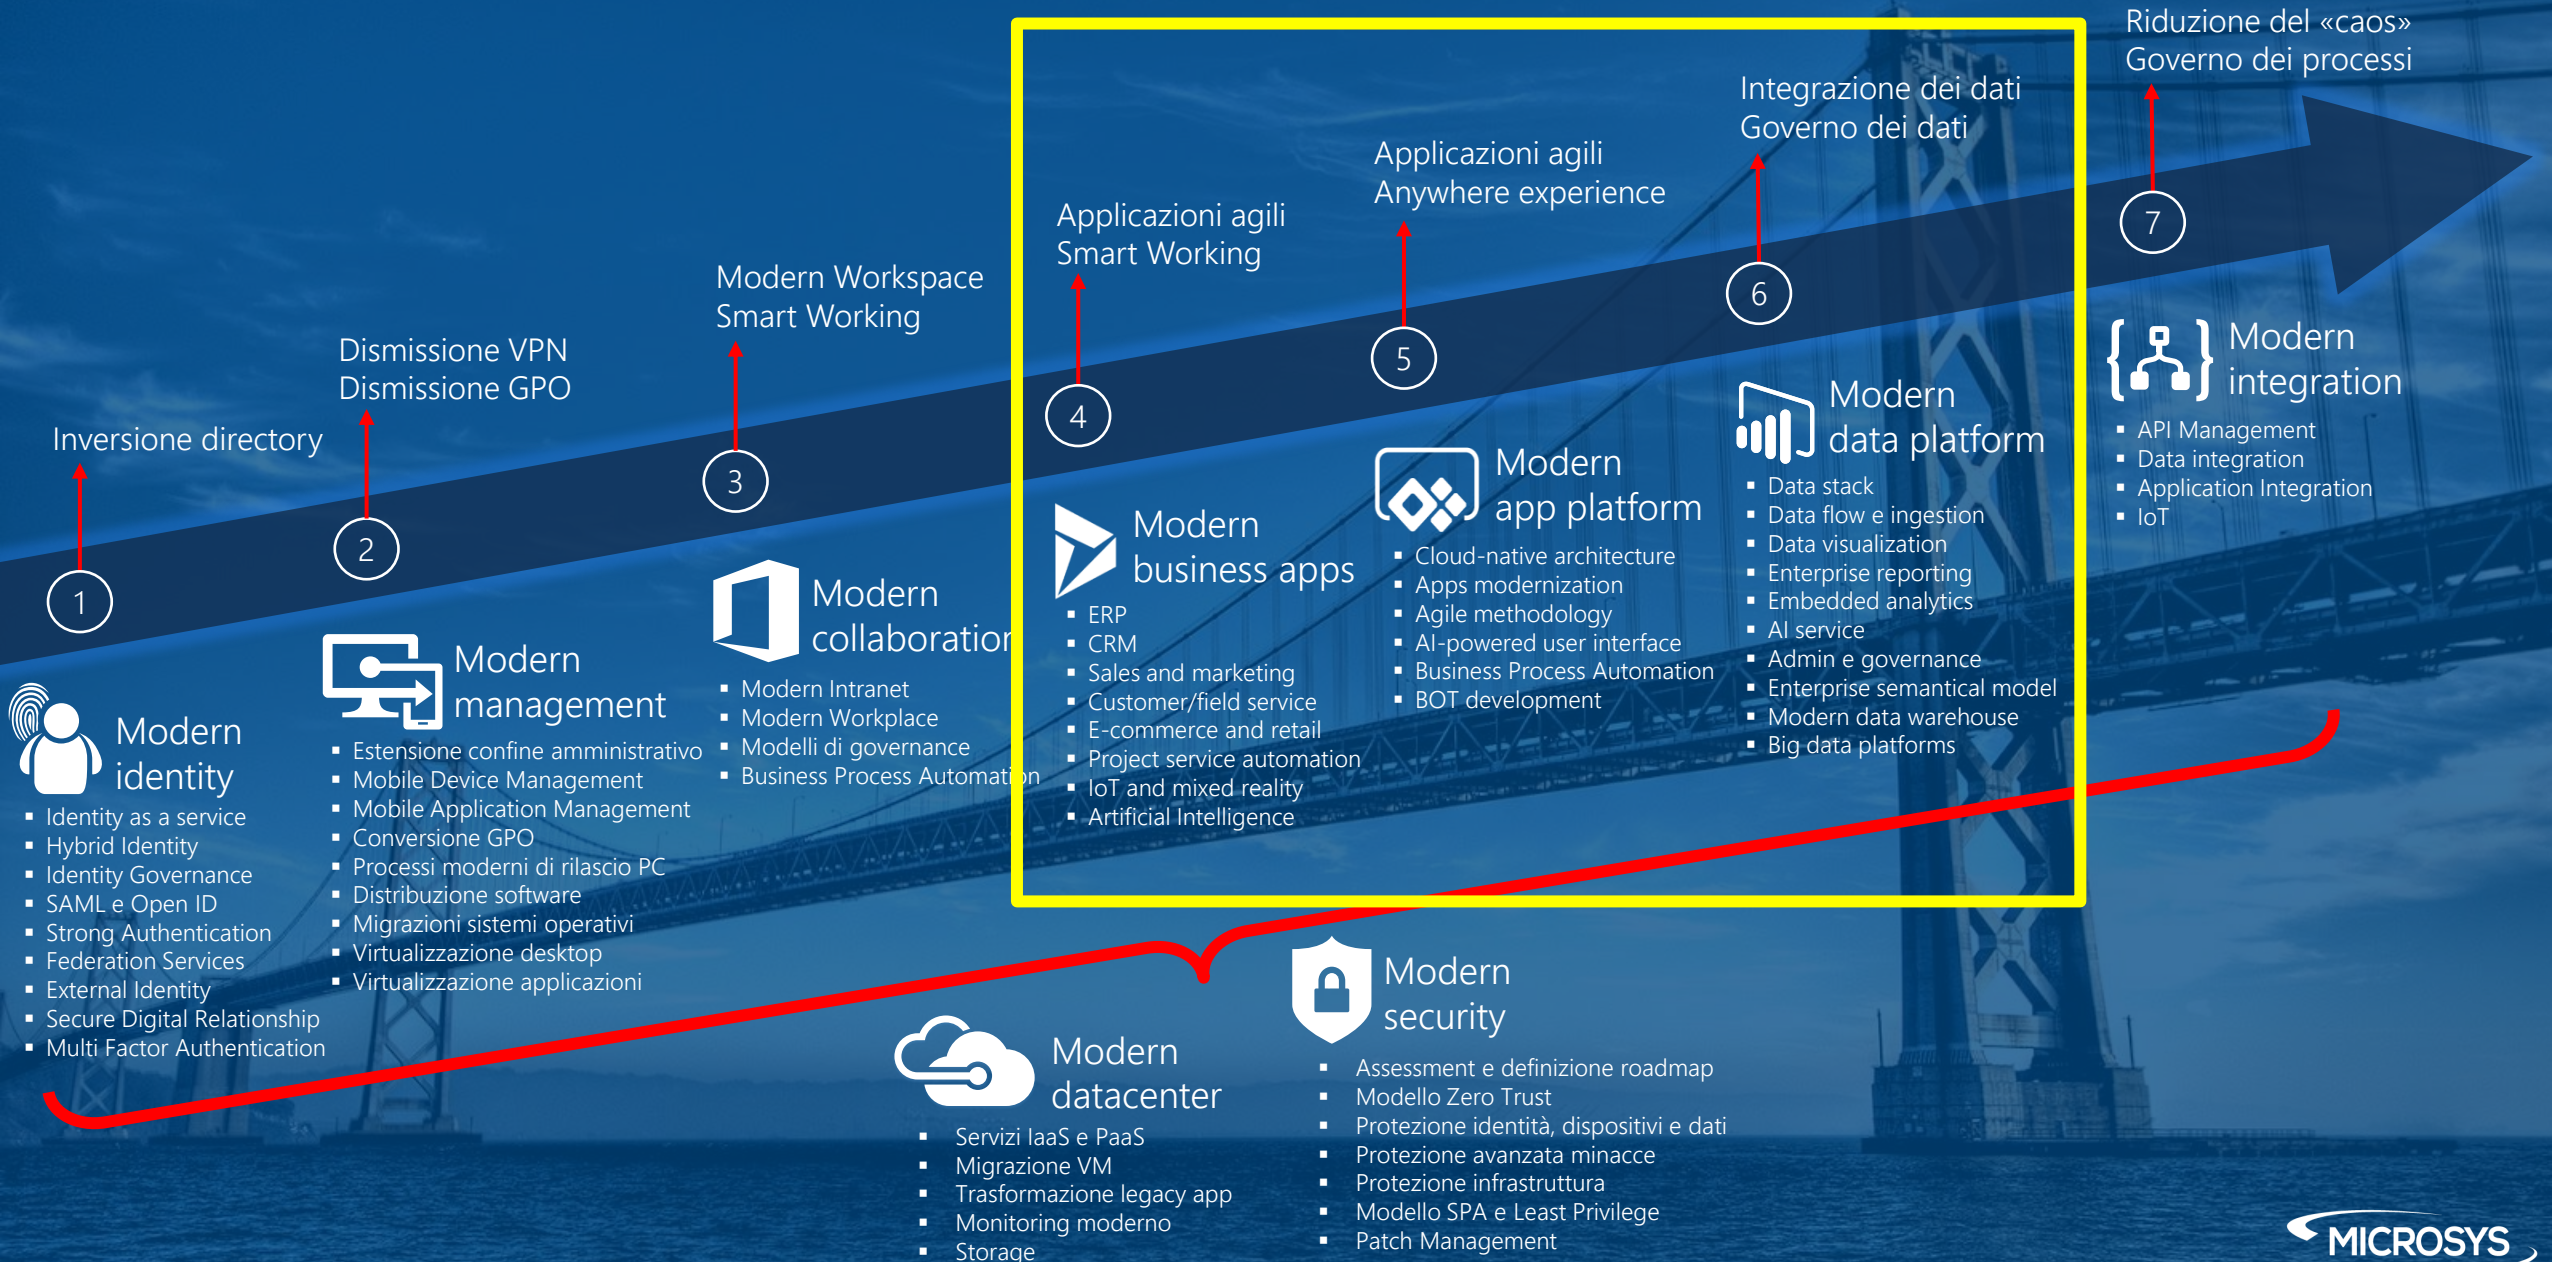 Inversione directory
1
Modern
identity
Identity as a service
Hybrid Identity
Identity Governance
SAML e Open ID
Strong Authentication
Federation Services
External Identity
Secure Digital Relationship
Multi Factor Authentication
Dismissione VPN
Dismissione GPO
2
Modern
management
Estensione confine amministrativo
Mobile Device Management
Mobile Application Management
Conversione GPO
Processi moderni di rilascio PC
Distribuzione software
Migrazioni sistemi operativi
Virtualizzazione desktop
Virtualizzazione applicazioni
Modern Workspace
Smart Working
3
Modern
collaboration
Modern Intranet
Modern Workplace
Modelli di governance
Business Process Automation
Applicazioni agili
Smart Working
4
Modern
business apps
ERP
CRM
Sales and marketing
Customer/field service
E-commerce and retail
Project service automation
IoT and mixed reality
Artificial Intelligence
Applicazioni agili
Anywhere experience
5
Modern
app platform
Cloud-native architecture
Apps modernization
Agile methodology
AI-powered user interface
Business Process Automation
BOT development
Integrazione dei dati
Governo dei dati
6
Modern
data platform
Data stack
Data flow e ingestion
Data visualization
Enterprise reporting
Embedded analytics
AI service
Admin e governance
Enterprise semantical model
Modern data warehouse
Big data platforms
Riduzione del «caos»
Governo dei processi
7
Modern
integration
API Management
Data integration
Application Integration
IoT
Modern
datacenter
Servizi IaaS e PaaS
Migrazione VM
Trasformazione legacy app
Monitoring moderno
Storage
Modern
security
Assessment e definizione roadmap
Modello Zero Trust
Protezione identità, dispositivi e dati
Protezione avanzata minacce
Protezione infrastruttura
Modello SPA e Least Privilege
Patch Management
MICROSYS